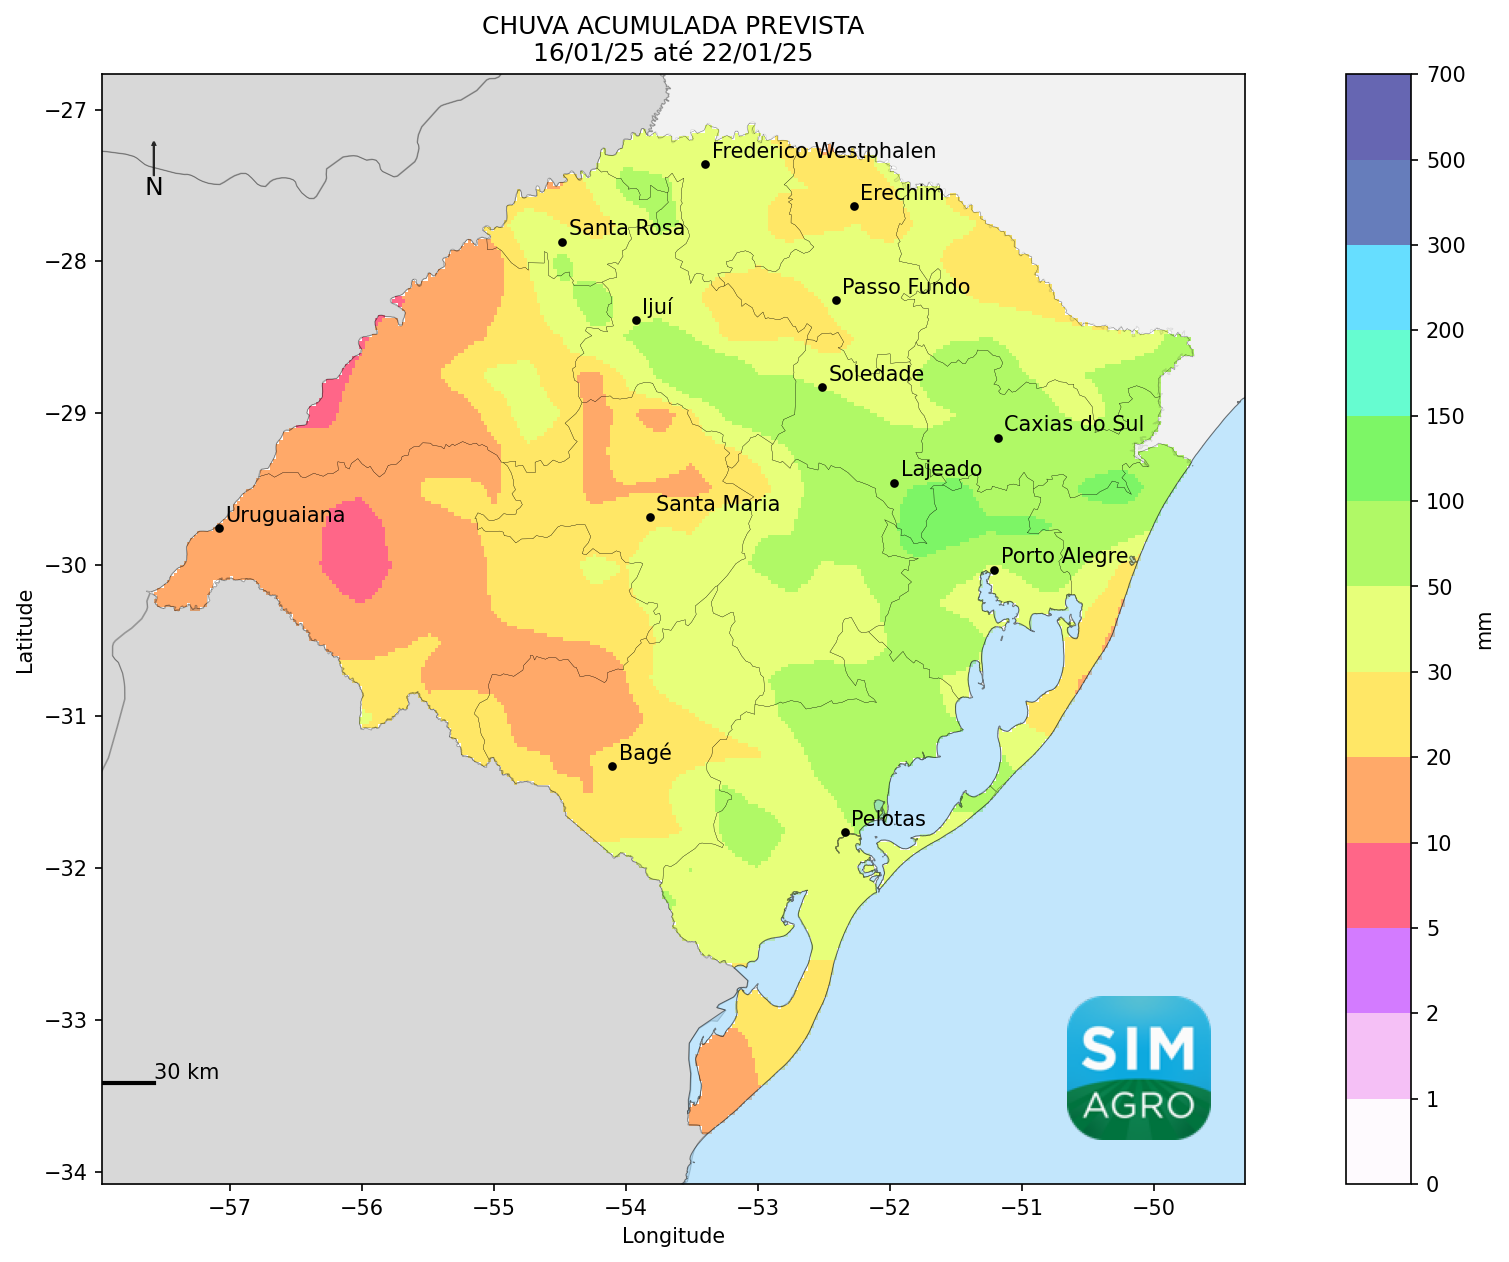 CHUVA ACUMULADA PREVISTA
16/01/25 até 22/01/25
−27
−28
−29
−30
−31
−32
−33
−34
Latitude
N
Frederico Westphalen
Erechim
Santa Rosa
Passo Fundo
Ijuí
Soledade
Caxias do Sul
Lajeado
Santa Maria
Uruguaiana
Porto Alegre
Bagé
Pelotas
30 km
SIM
AGRO
−57
−56
−55
−54
−53
−52
−51
−50
Longitude
700
500
300
200
150
100
50
30
20
10
5
2
1
0
mm